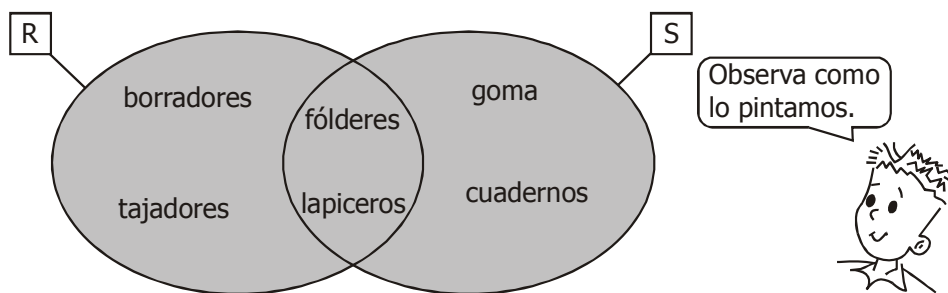 R
S
borradores
goma
fólderes
tajadores
lapiceros
cuadernos
Observa como
lo pintamos.